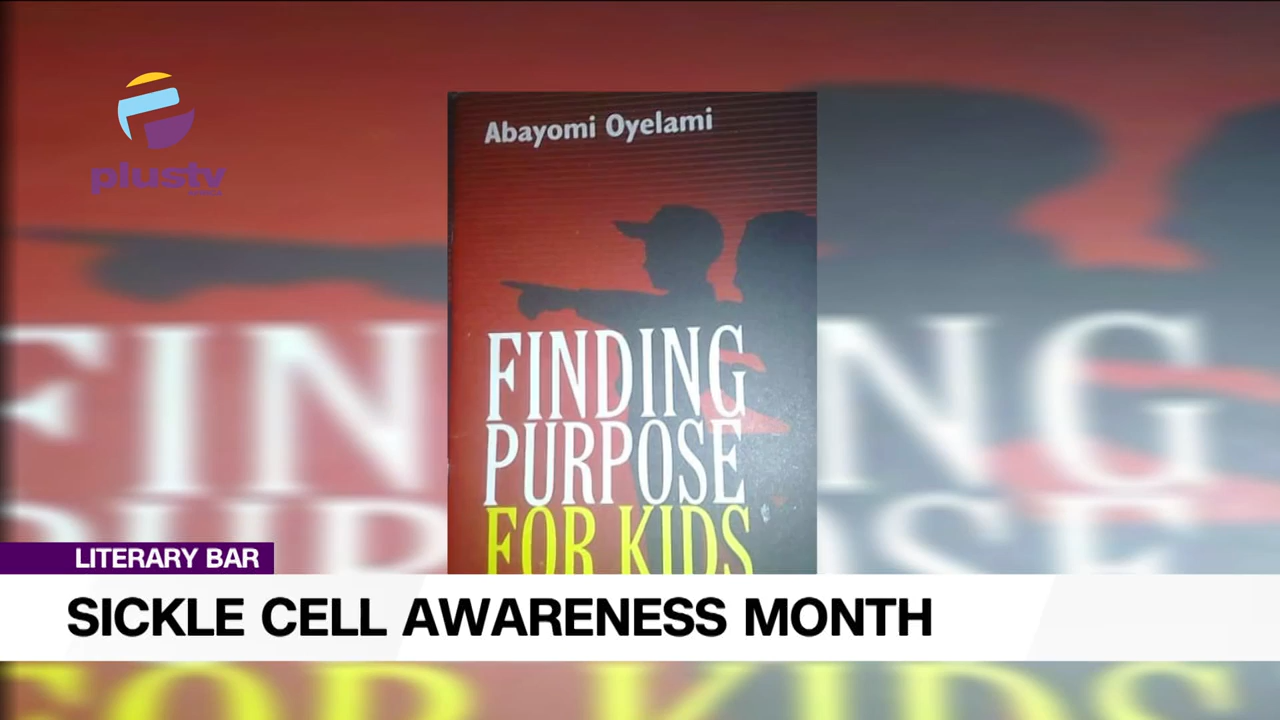 plustv
Abayomi Oyelami
FINDING
PURPOSE
FOR KIDS
LITERARY BAR
SICKLE CELL AWARENESS MONTH